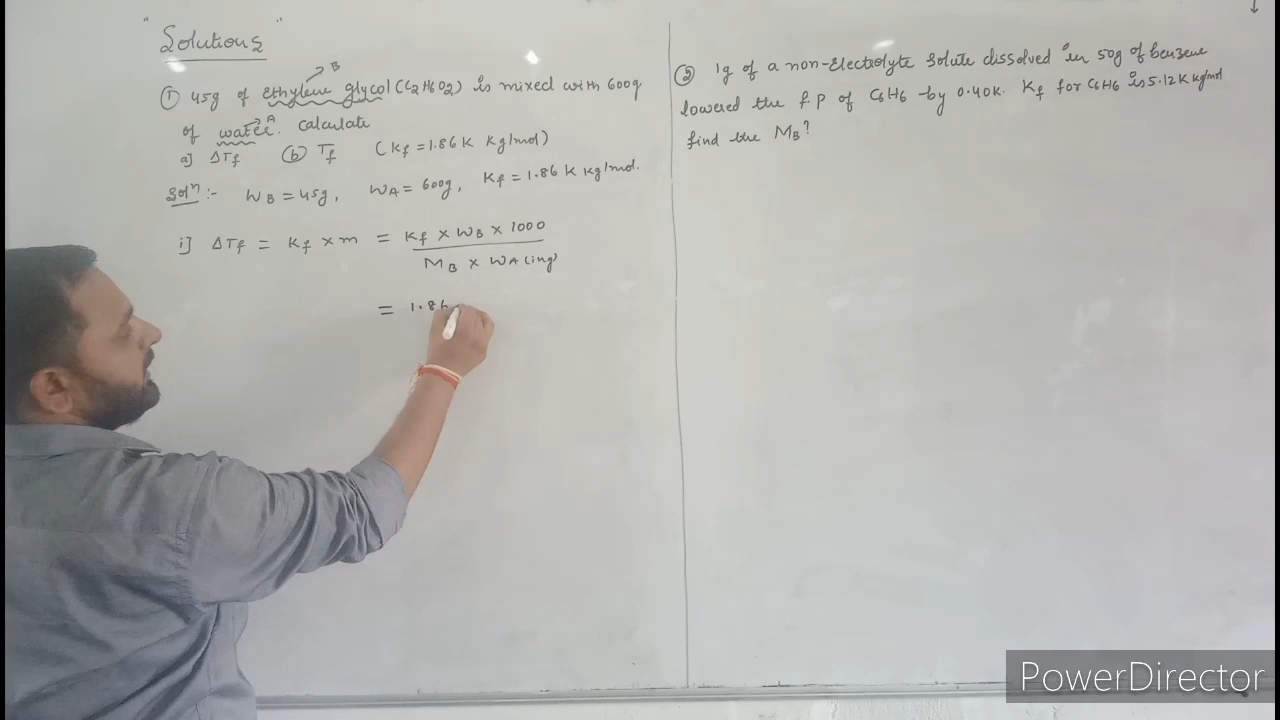 " Solutions "
① 45g of ethylene glycol (C2H6O2) is mixed with 600g
B
of water. calculate
A
a] ΔTf (b) Tf (Kf = 1.86 K Kg/mol)
Solⁿ :- WB = 45g, WA = 600g, Kf = 1.86 K Kg/mol.
i] ΔTf = Kf × m = Kf × WB × 1000
MB × WA (ing)
= 1.86
② 1g of a non-Electrolyte solute dissolved in 50g of benzene
lowered the f.P of C6H6 by 0.40K. Kf for C6H6 is 5.12 K Kg/mol
find the MB?
PowerDirector